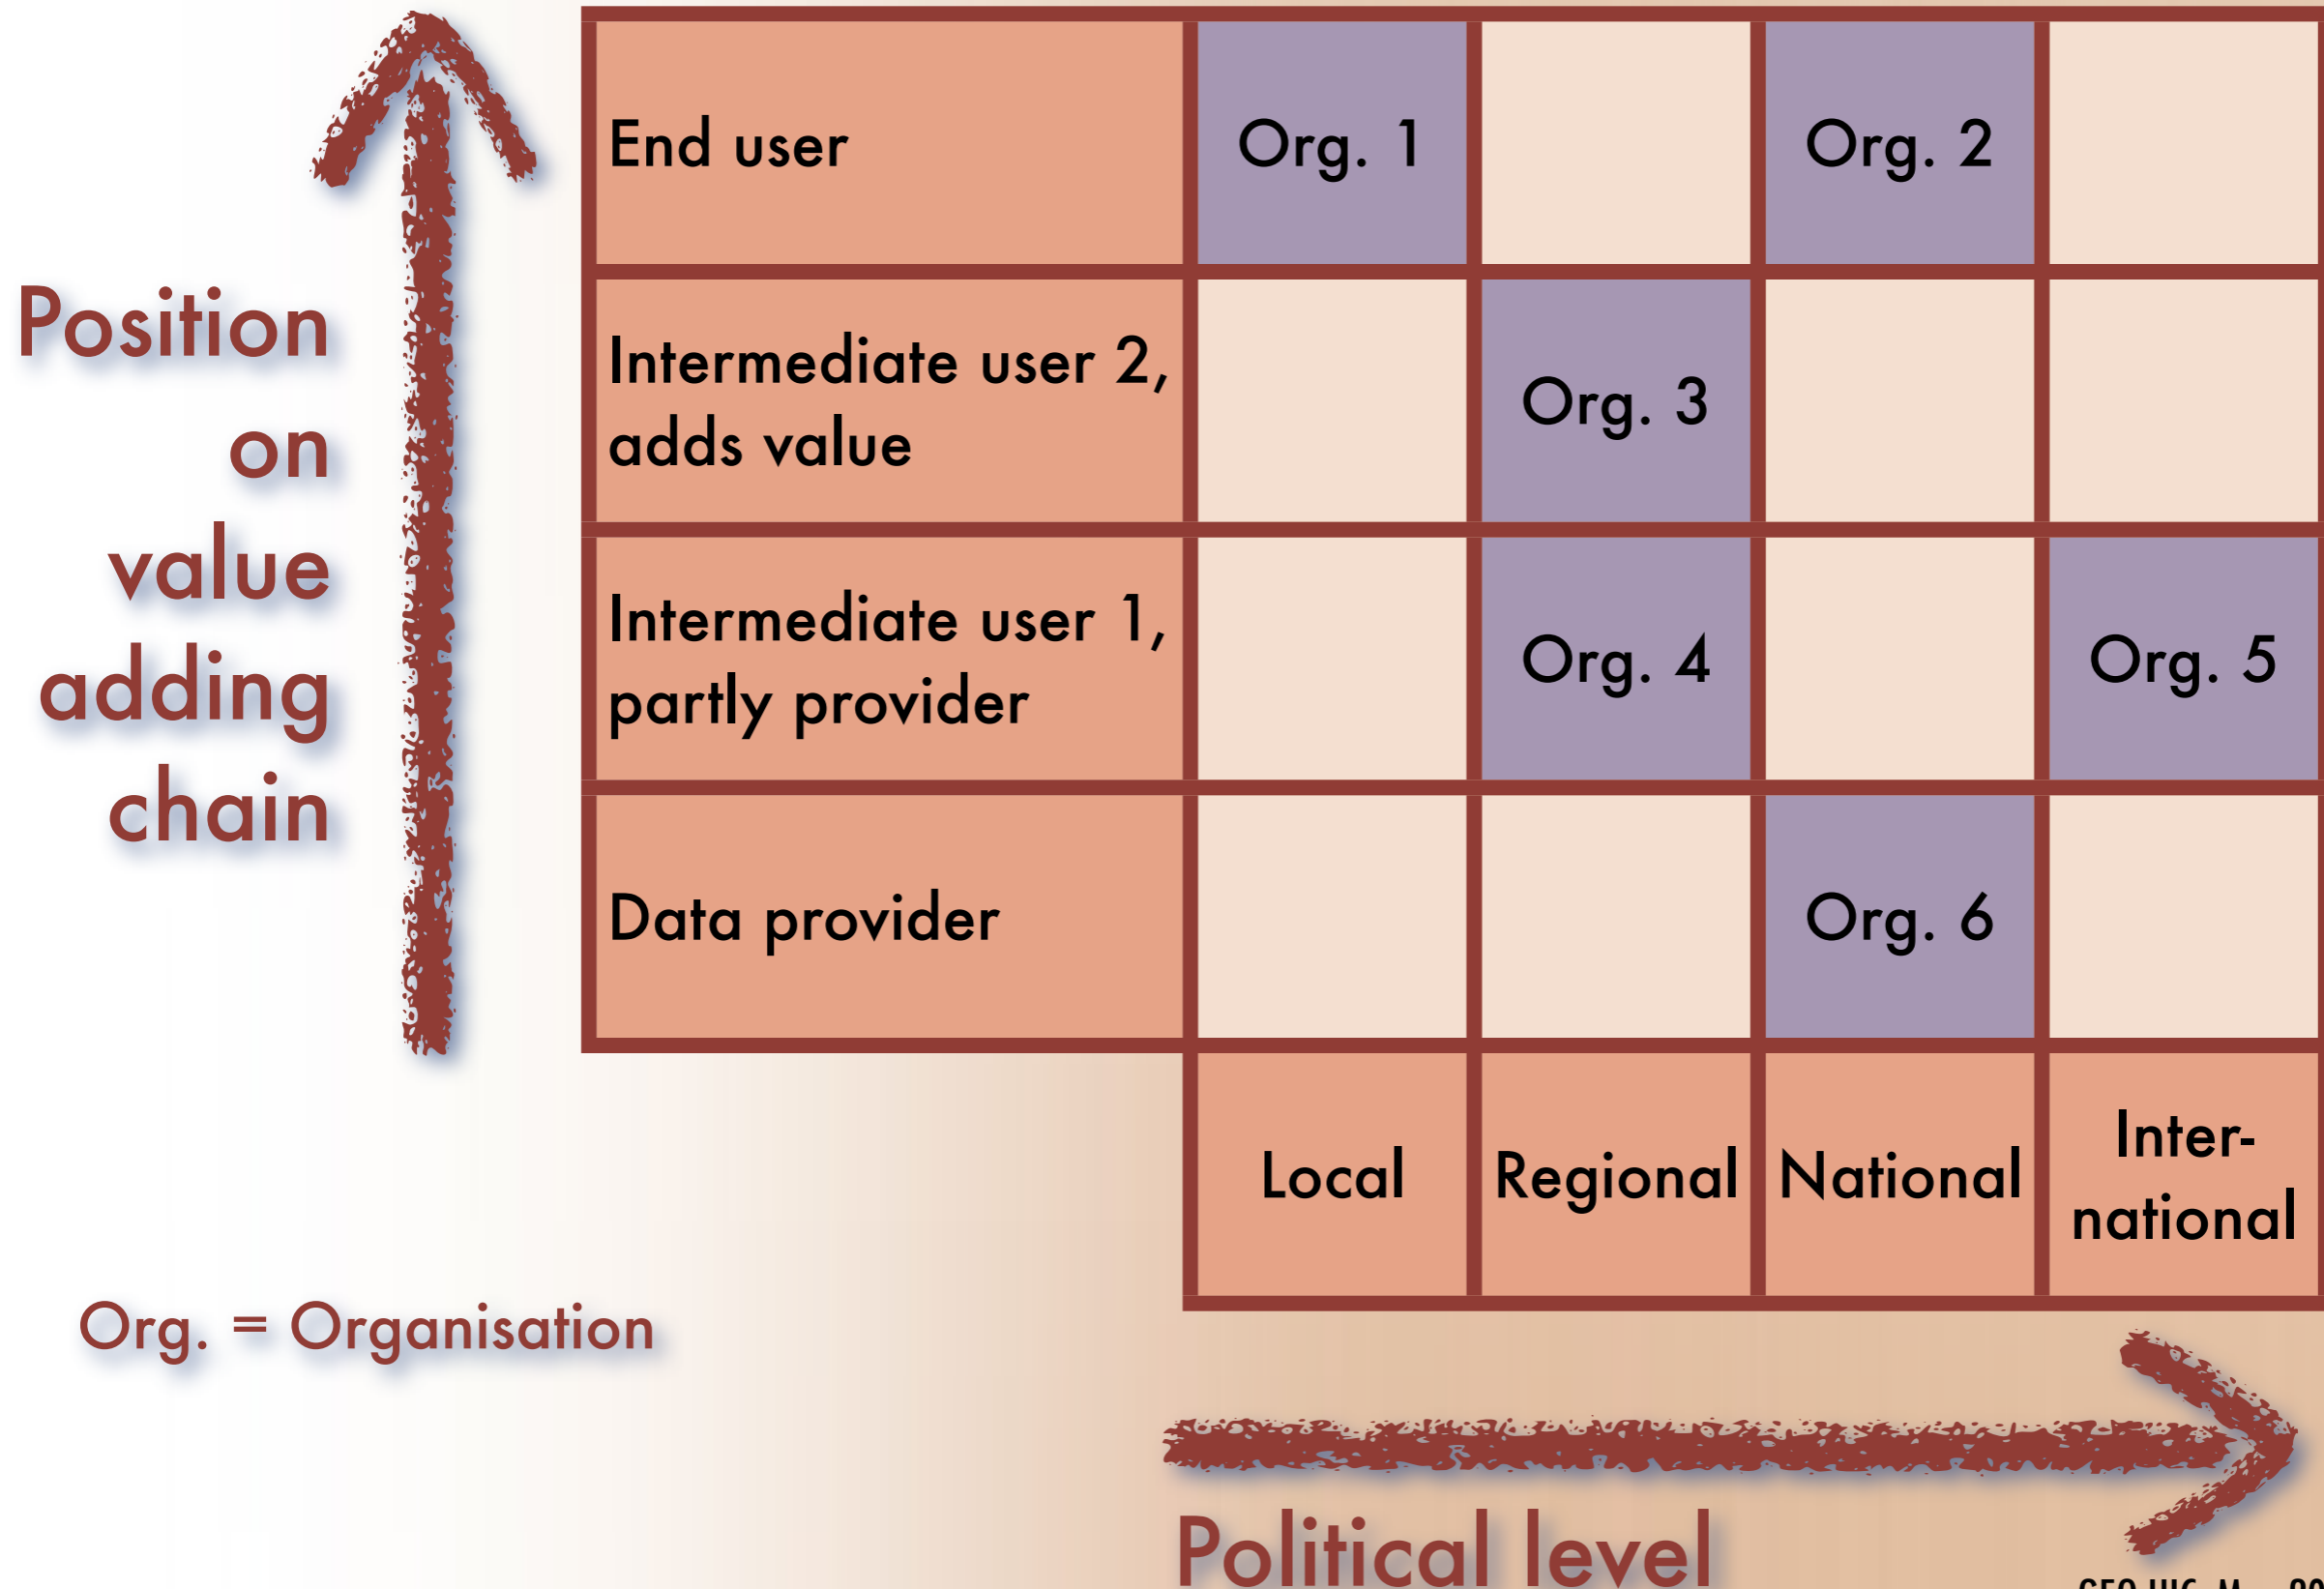 Position
on
value
adding
chain
End user
Org. 1
Org. 2
Intermediate user 2,
adds value
Org. 3
Intermediate user 1,
partly provider
Org. 4
Org. 5
Data provider
Org. 6
Local
Regional
National
Inter-
national
Org. = Organisation
Political level